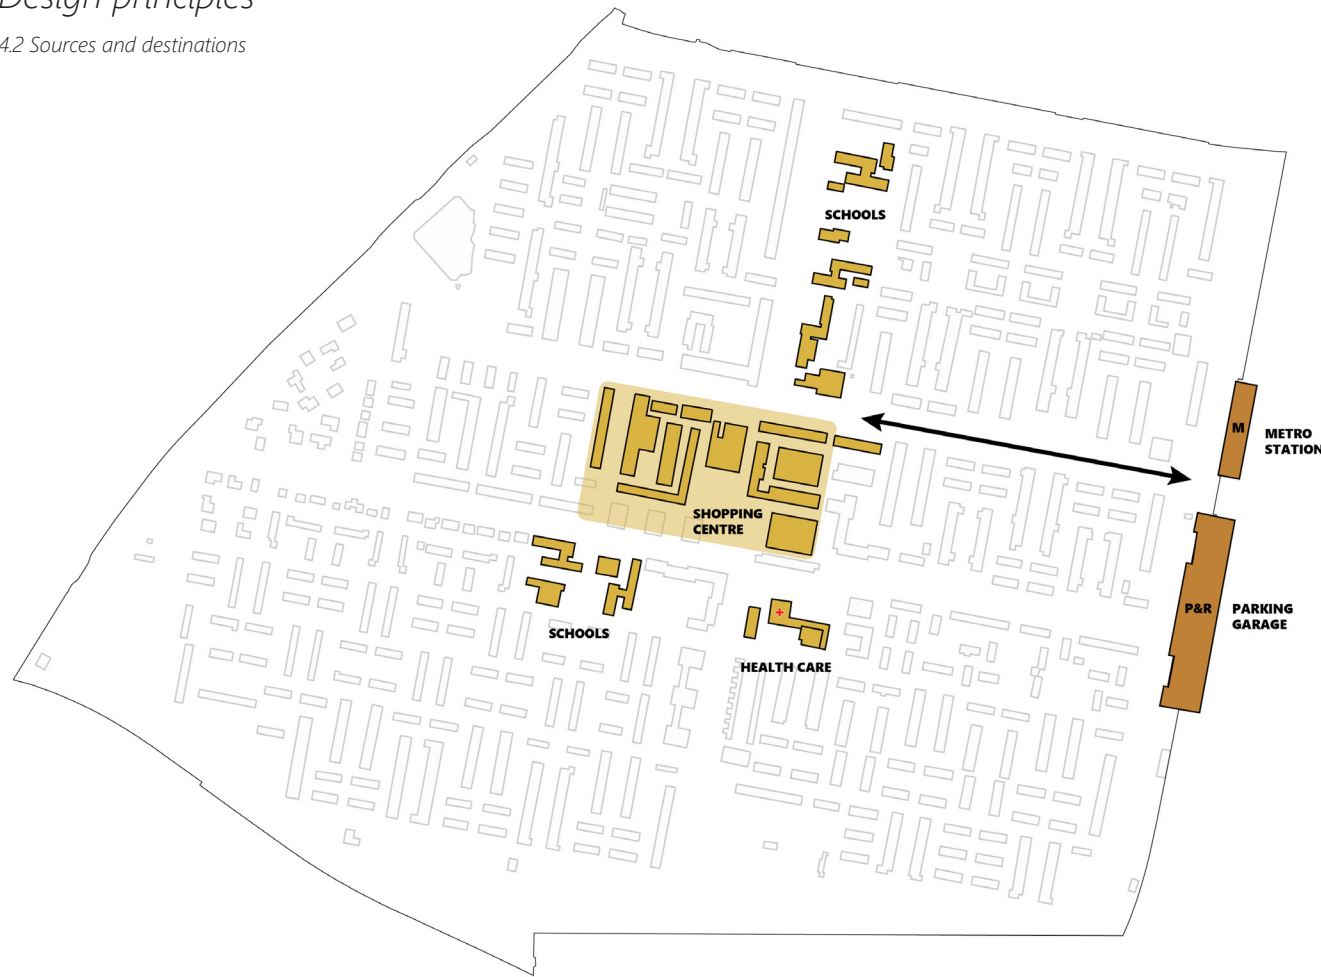 Design principles
4.2 Sources and destinations
SCHOOLS
M
METRO
STATION
SHOPPING
CENTRE
P&R
PARKING
GARAGE
SCHOOLS
HEALTH CARE